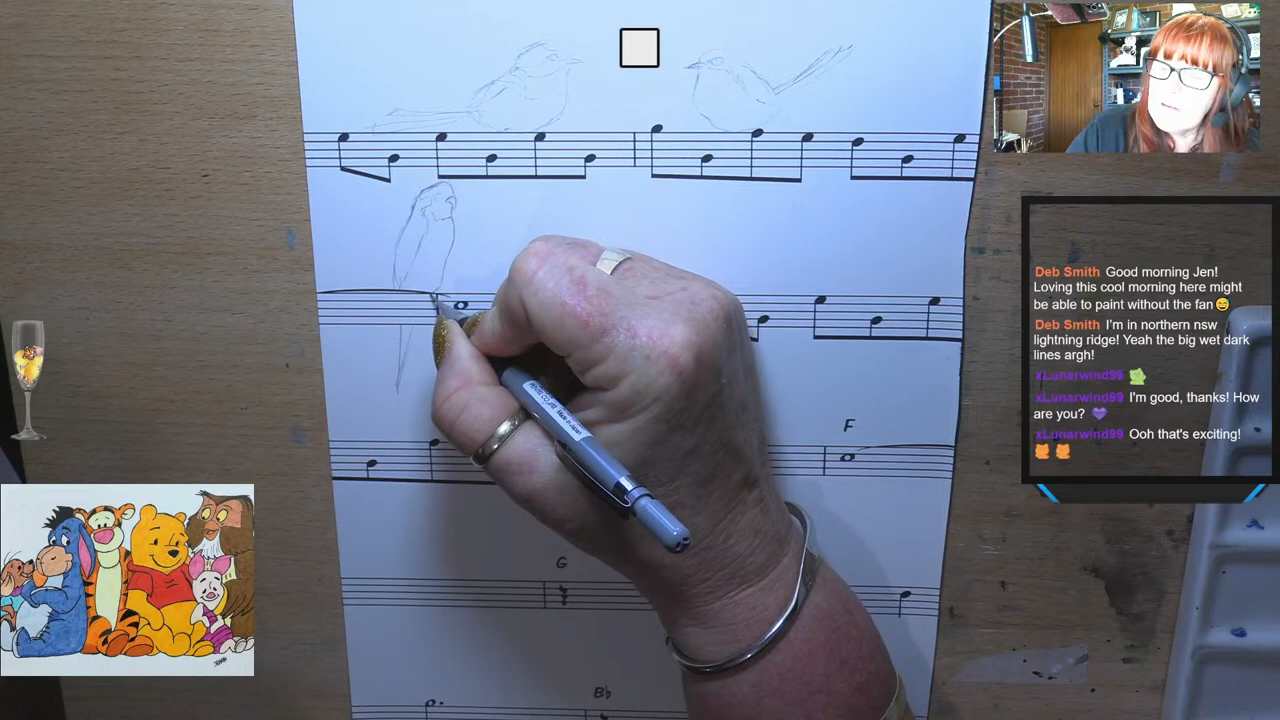 Deb Smith Good morning Jen!
Loving this cool morning here might
be able to paint without the fan😅
Deb Smith I'm in northern nsw
lightning ridge! Yeah the big wet dark
lines argh!
xLunarwind99
xLunarwind99 I'm good, thanks! How
are you? 💜
xLunarwind99 Ooh that's exciting!
F
G
B♭